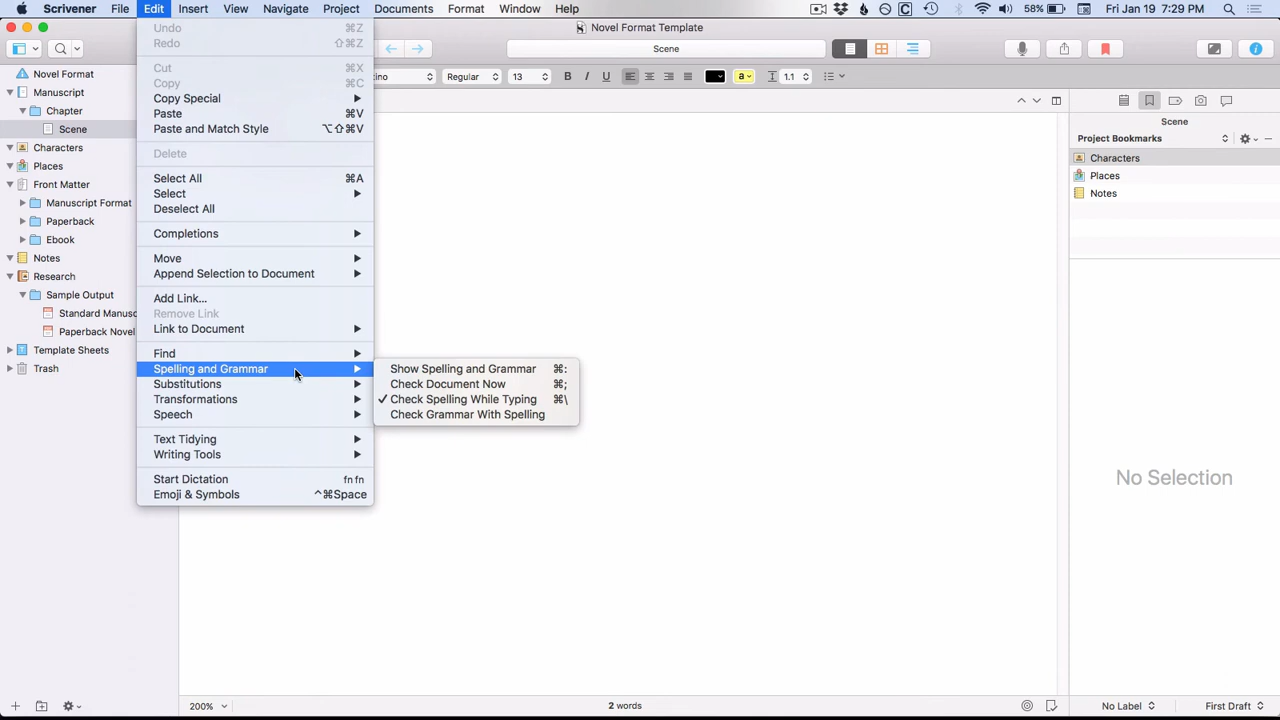 Scrivener File Edit Insert View Navigate Project Documents Format Window Help 58% Fri Jan 19 7:29 PM
Novel Format Template
Scene
Regular 13 B I U a 1.1
Novel Format
Manuscript
Chapter
Scene
Characters
Places
Front Matter
Manuscript Format
Paperback
Ebook
Notes
Research
Sample Output
Standard Manusc
Paperback Novel
Template Sheets
Trash
Undo ⌘Z
Redo ⇧⌘Z
Cut ⌘X
Copy ⌘C
Copy Special
Paste ⌘V
Paste and Match Style ⌥⇧⌘V
Delete
Select All ⌘A
Select
Deselect All
Completions
Move
Append Selection to Document
Add Link...
Remove Link
Link to Document
Find
Spelling and Grammar
Substitutions
Transformations
Speech
Text Tidying
Writing Tools
Start Dictation fn fn
Emoji & Symbols ^⌘Space
Show Spelling and Grammar ⌘:
Check Document Now ⌘;
✓ Check Spelling While Typing ⌘\
Check Grammar With Spelling
Scene
Project Bookmarks
Characters
Places
Notes
No Selection
200%
2 words
No Label
First Draft